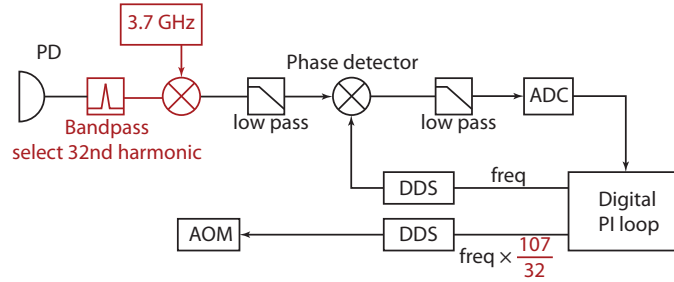 3.7 GHz
PD
Phase detector
low pass
low pass
ADC
Bandpass
select 32nd harmonic
DDS
freq
Digital
PI loop
AOM
DDS
freq × 107
32